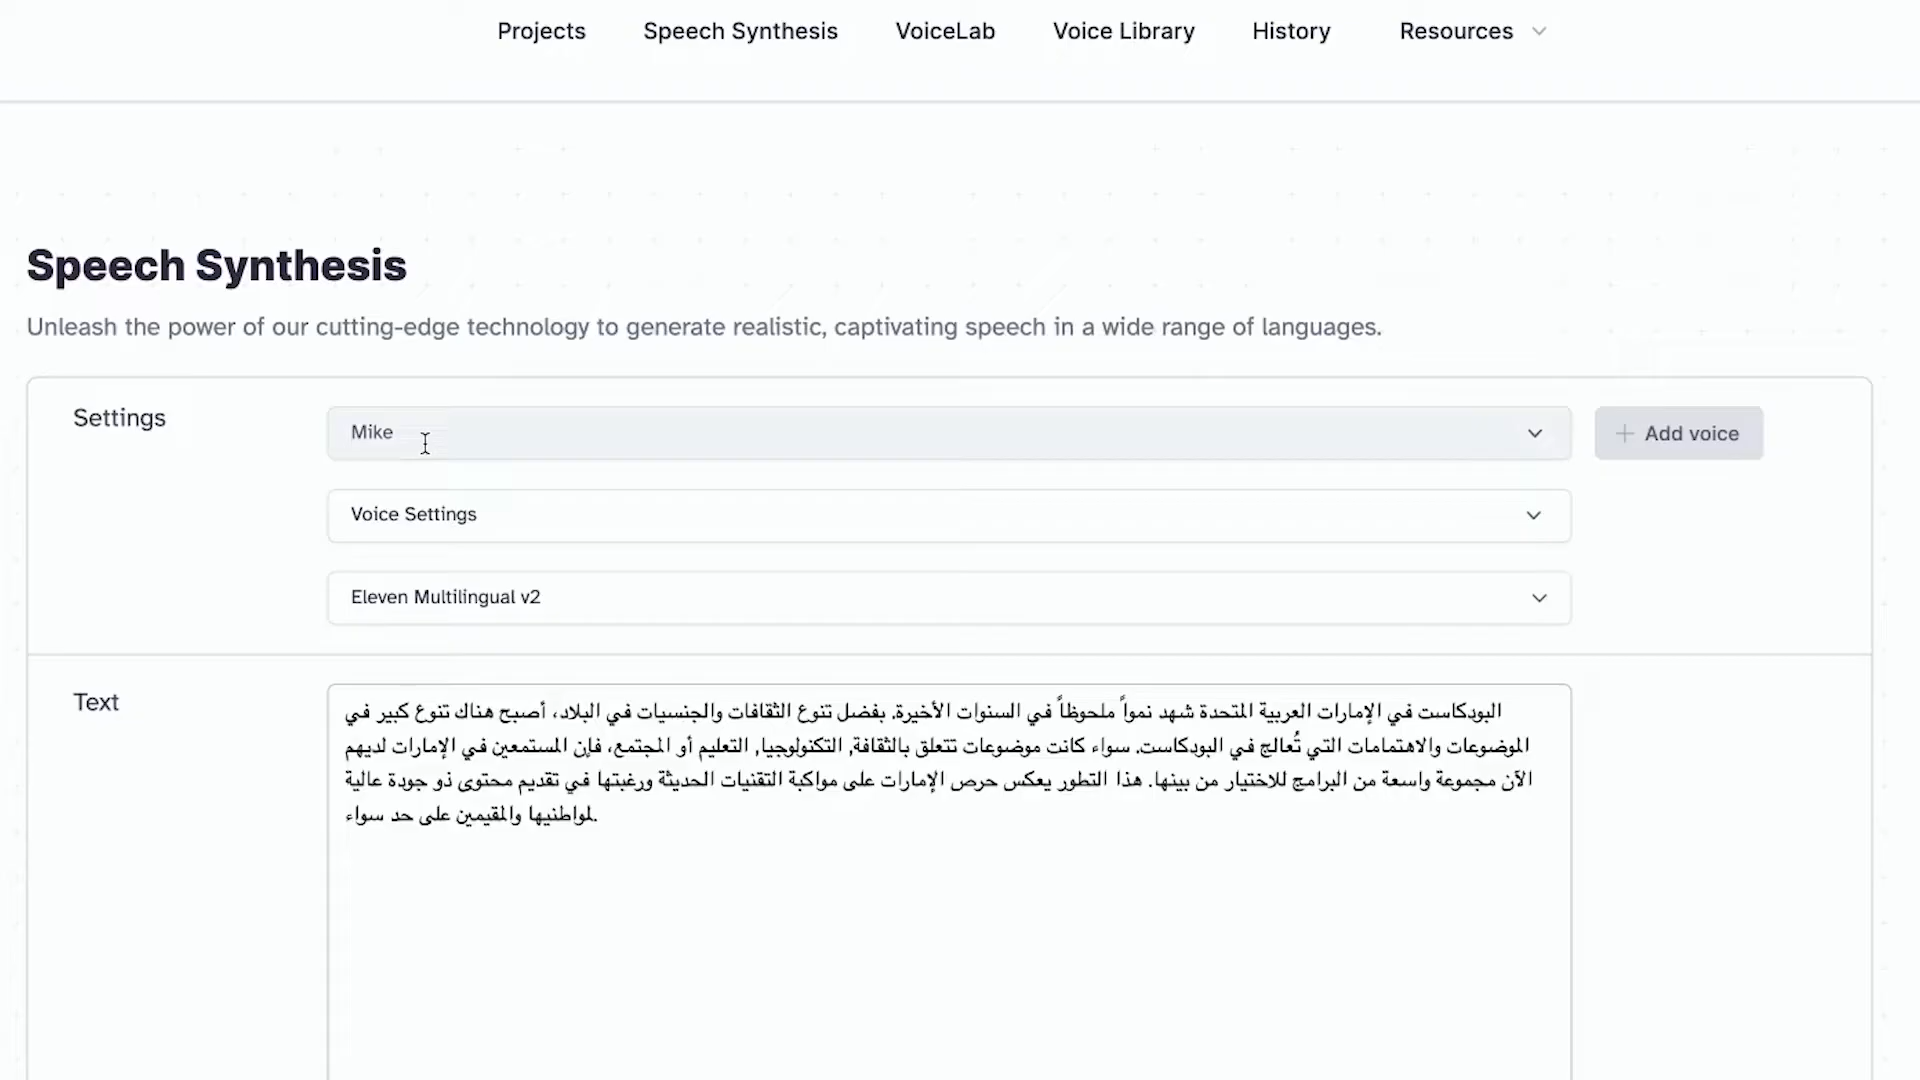 Projects
Speech Synthesis
VoiceLab
Voice Library
History
Resources
Speech Synthesis
Unleash the power of our cutting-edge technology to generate realistic, captivating speech in a wide range of languages.
Settings
Mike
+ Add voice
Voice Settings
Eleven Multilingual v2
Text
البودكاست في الإمارات العربية المتحدة شهد نمواً ملحوظاً في السنوات الأخيرة. بفضل تنوع الثقافات والجنسيات في البلاد، أصبح هناك تنوع كبير في
الموضوعات والاهتمامات التي تُعالج في البودكاست. سواء كانت موضوعات تتعلق بالثقافة, التكنولوجيا, التعليم أو المجتمع، فإن المستمعين في الإمارات لديهم
الآن مجموعة واسعة من البرامج للاختيار من بينها. هذا التطور يعكس حرص الإمارات على مواكبة التقنيات الحديثة ورغبتها في تقديم محتوى ذو جودة عالية
لمواطنيها والمقيمين على حد سواء.